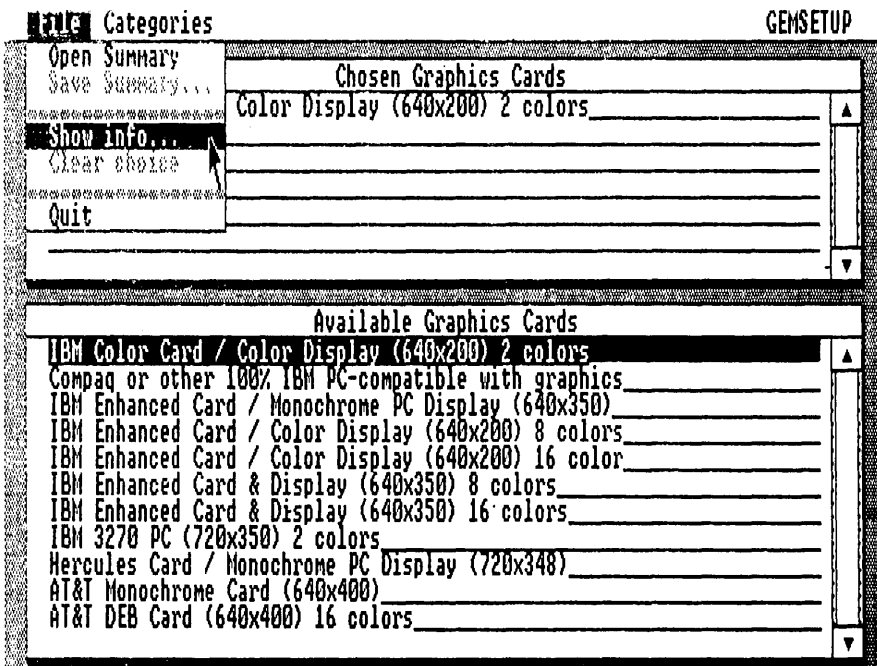 File Categories GEMSETUP
Open Summary
Save Summary...
Chosen Graphics Cards
Color Display (640x200) 2 colors
Show info...
Clear choice
Quit
Available Graphics Cards
IBM Color Card / Color Display (640x200) 2 colors
Compaq or other 100% IBM PC-compatible with graphics
IBM Enhanced Card / Monochrome PC Display (640x350)
IBM Enhanced Card / Color Display (640x200) 8 colors
IBM Enhanced Card / Color Display (640x200) 16 color
IBM Enhanced Card & Display (640x350) 8 colors
IBM Enhanced Card & Display (640x350) 16 colors
IBM 3270 PC (720x350) 2 colors
Hercules Card / Monochrome PC Display (720x348)
AT&T Monochrome Card (640x400)
AT&T DEB Card (640x400) 16 colors